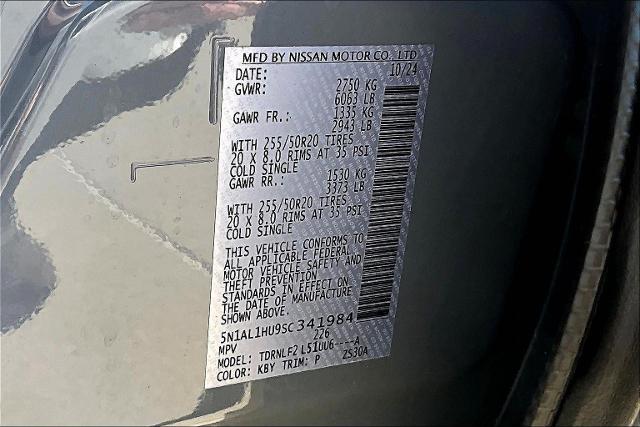 MFD BY NISSAN MOTOR CO., LTD
DATE: 10/24
GVWR: 2750 KG
6063 LB
GAWR FR.: 1335 KG
2943 LB
WITH 255/50R20 TIRES
20 X 8.0 RIMS AT 35 PSI
COLD SINGLE
GAWR RR.: 1530 KG
3373 LB
WITH 255/50R20 TIRES
20 X 8.0 RIMS AT 35 PSI
COLD SINGLE
THIS VEHICLE CONFORMS TO
ALL APPLICABLE FEDERAL
MOTOR VEHICLE SAFETY AND
THEFT PREVENTION
STANDARDS IN EFFECT ON
THE DATE OF MANUFACTURE
SHOWN ABOVE.
5N1AL1HU9SC341984
MPV 226
MODEL: TDRNLF2 L51UU6----A
COLOR: KBY TRIM: P ZS30A